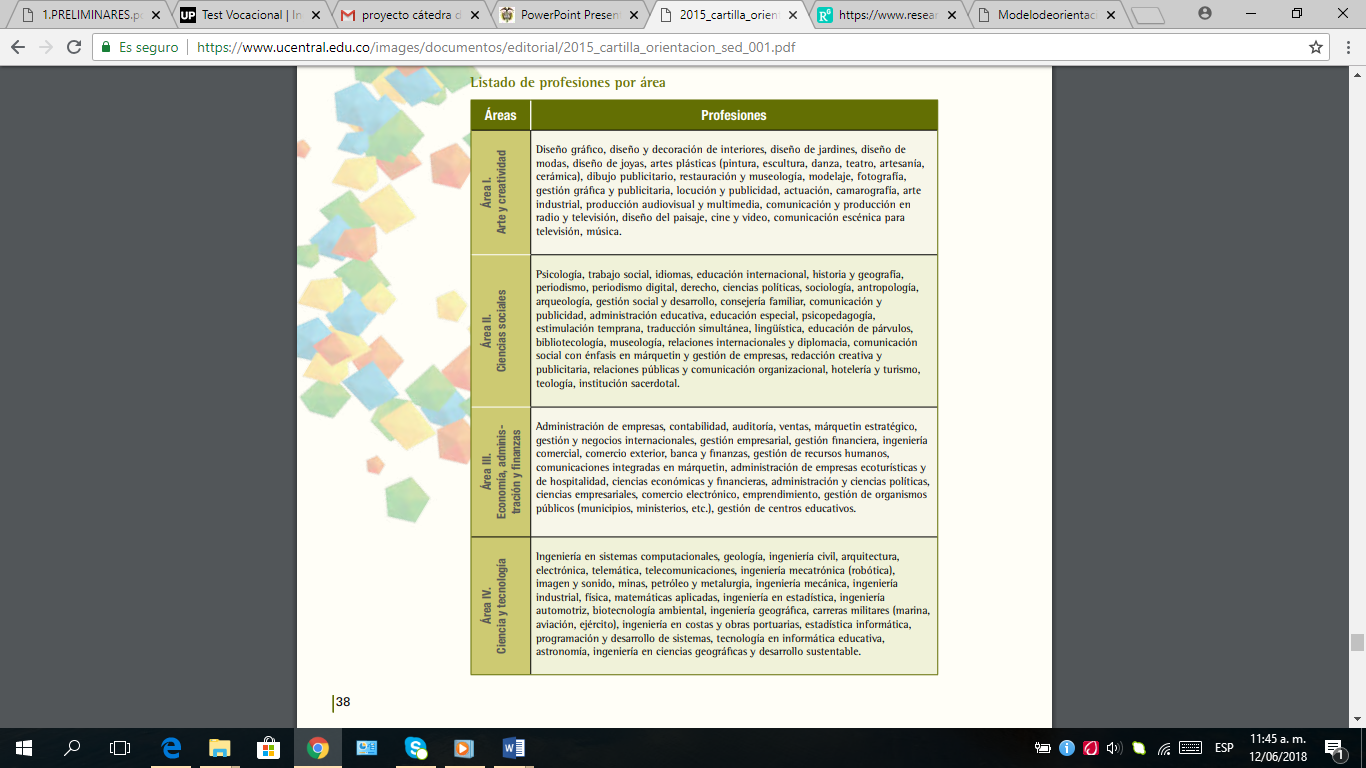 1.PRELIMINARES.p
Test Vocacional | In
proyecto cátedra d
PowerPoint Present
2015_cartilla_orient
https://www.resear
Modelodeorientac
Es seguro
https://www.ucentral.edu.co/images/documentos/editorial/2015_cartilla_orientacion_sed_001.pdf
Listado de profesiones por área
Áreas
Profesiones
Área I.
Arte y creatividad
Diseño gráfico, diseño y decoración de interiores, diseño de jardines, diseño de
modas, diseño de joyas, artes plásticas (pintura, escultura, danza, teatro, artesanía,
cerámica), dibujo publicitario, restauración y museología, modelaje, fotografía,
gestión gráfica y publicitaria, locución y publicidad, actuación, camarografía, arte
industrial, producción audiovisual y multimedia, comunicación y producción en
radio y televisión, diseño del paisaje, cine y video, comunicación escénica para
televisión, música.
Área II.
Ciencias sociales
Psicología, trabajo social, idiomas, educación internacional, historia y geografía,
periodismo, periodismo digital, derecho, ciencias políticas, sociología, antropología,
arqueología, gestión social y desarrollo, consejería familiar, comunicación y
publicidad, administración educativa, educación especial, psicopedagogía,
estimulación temprana, traducción simultánea, lingüística, educación de párvulos,
bibliotecología, museología, relaciones internacionales y diplomacia, comunicación
social con énfasis en márquetin y gestión de empresas, redacción creativa y
publicitaria, relaciones públicas y comunicación organizacional, hotelería y turismo,
teología, institución sacerdotal.
Área III.
Economía, adminis-
tración y finanzas
Administración de empresas, contabilidad, auditoría, ventas, márquetin estratégico,
gestión y negocios internacionales, gestión empresarial, gestión financiera, ingeniería
comercial, comercio exterior, banca y finanzas, gestión de recursos humanos,
comunicaciones integradas en márquetin, administración de empresas ecoturísticas y
de hospitalidad, ciencias económicas y financieras, administración y ciencias políticas,
ciencias empresariales, comercio electrónico, emprendimiento, gestión de organismos
públicos (municipios, ministerios, etc.), gestión de centros educativos.
Área IV.
Ciencia y tecnología
Ingeniería en sistemas computacionales, geología, ingeniería civil, arquitectura,
electrónica, telemática, telecomunicaciones, ingeniería mecatrónica (robótica),
imagen y sonido, minas, petróleo y metalurgia, ingeniería mecánica, ingeniería
industrial, física, matemáticas aplicadas, ingeniería en estadística, ingeniería
automotriz, biotecnología ambiental, ingeniería geográfica, carreras militares (marina,
aviación, ejército), ingeniería en costas y obras portuarias, estadística informática,
programación y desarrollo de sistemas, tecnología en informática educativa,
astronomía, ingeniería en ciencias geográficas y desarrollo sustentable.
38
ESP
11:45 a. m.
12/06/2018
1